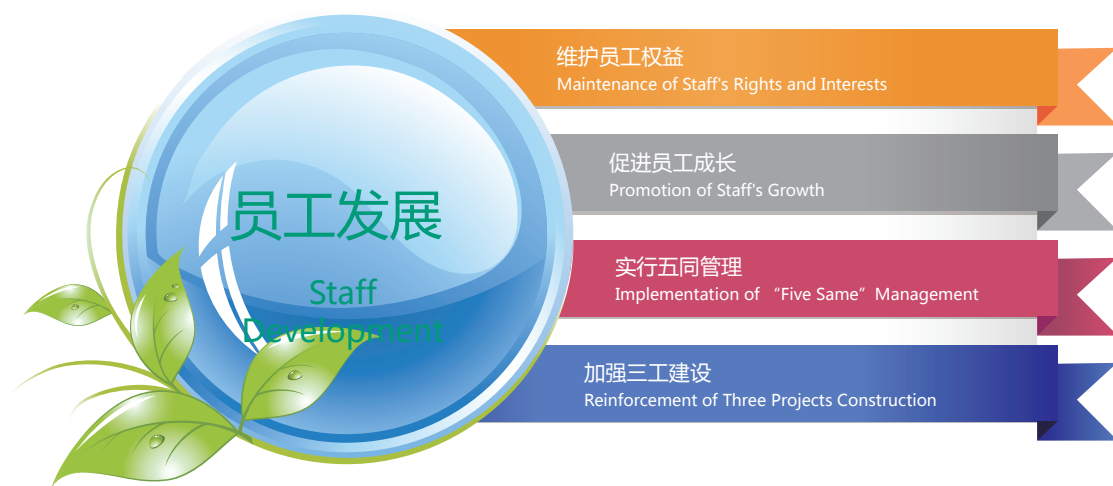 员工发展
Staff
Development
维护员工权益
Maintenance of Staff's Rights and Interests
促进员工成长
Promotion of Staff's Growth
实行五同管理
Implementation of “Five Same” Management
加强三工建设
Reinforcement of Three Projects Construction